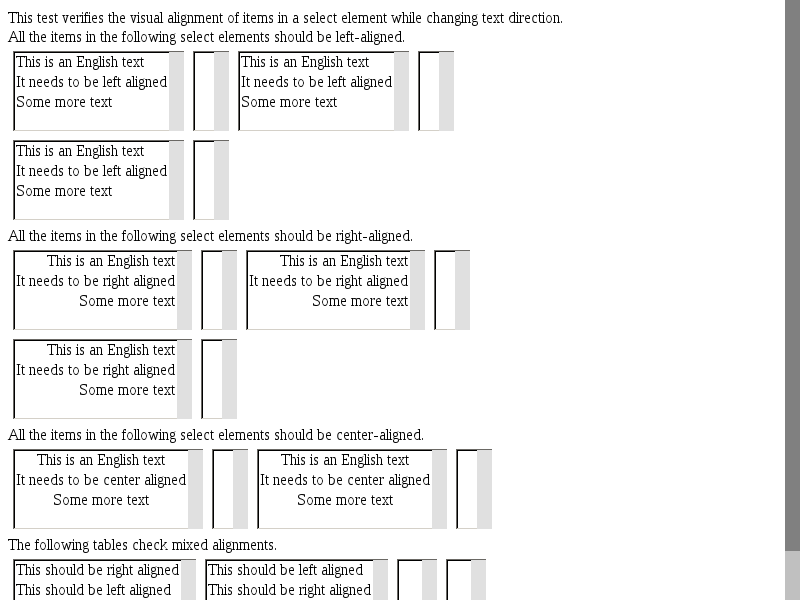 This test verifies the visual alignment of items in a select element while changing text direction.
All the items in the following select elements should be left-aligned.
This is an English text
It needs to be left aligned
Some more text
This is an English text
It needs to be left aligned
Some more text
This is an English text
It needs to be left aligned
Some more text
All the items in the following select elements should be right-aligned.
This is an English text
It needs to be right aligned
Some more text
This is an English text
It needs to be right aligned
Some more text
This is an English text
It needs to be right aligned
Some more text
All the items in the following select elements should be center-aligned.
This is an English text
It needs to be center aligned
Some more text
This is an English text
It needs to be center aligned
Some more text
The following tables check mixed alignments.
This should be right aligned
This should be left aligned
This should be left aligned
This should be right aligned